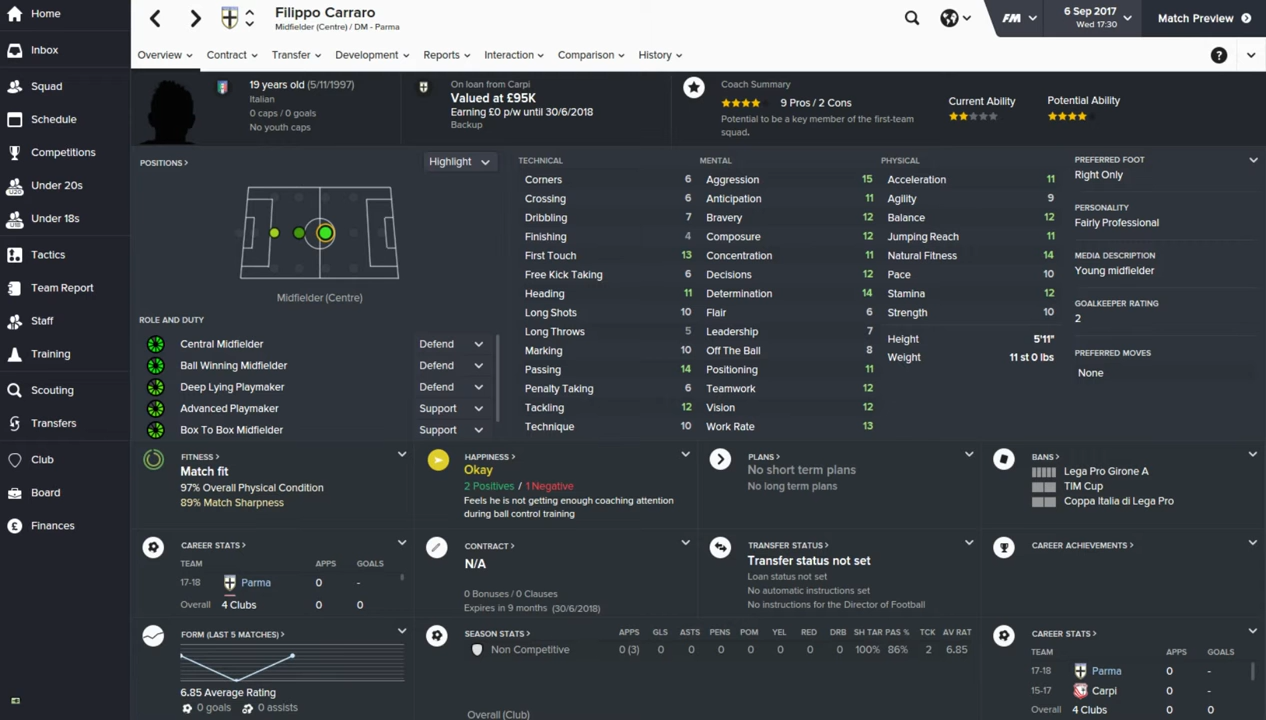 Home
Inbox
Squad
Schedule
Competitions
Under 20s
Under 18s
Tactics
Team Report
Staff
Training
Scouting
Transfers
Club
Board
Finances
Filippo Carraro
Midfielder (Centre) / DM - Parma
FM
6 Sep 2017
Wed 17:30
Match Preview
Overview Contract Transfer Development Reports Interaction Comparison History
?
19 years old (5/11/1997)
Italian
0 caps / 0 goals
No youth caps
On loan from Carpi
Valued at £95K
Earning £0 p/w until 30/6/2018
Backup
Coach Summary
9 Pros / 2 Cons
Potential to be a key member of the first-team
squad.
Current Ability
Potential Ability
POSITIONS >
Highlight
Midfielder (Centre)
ROLE AND DUTY
Central Midfielder Defend
Ball Winning Midfielder Defend
Deep Lying Playmaker Defend
Advanced Playmaker Support
Box To Box Midfielder Support
TECHNICAL
Corners 6
Crossing 6
Dribbling 7
Finishing 4
First Touch 13
Free Kick Taking 6
Heading 11
Long Shots 10
Long Throws 5
Marking 10
Passing 14
Penalty Taking 6
Tackling 12
Technique 10
MENTAL
Aggression 15
Anticipation 11
Bravery 12
Composure 12
Concentration 11
Decisions 12
Determination 14
Flair 6
Leadership 7
Off The Ball 8
Positioning 11
Teamwork 12
Vision 12
Work Rate 13
PHYSICAL
Acceleration 11
Agility 9
Balance 12
Jumping Reach 11
Natural Fitness 14
Pace 10
Stamina 12
Strength 10
Height 5'11"
Weight 11 st 0 lbs
PREFERRED FOOT
Right Only
PERSONALITY
Fairly Professional
MEDIA DESCRIPTION
Young midfielder
GOALKEEPER RATING
2
PREFERRED MOVES
None
FITNESS >
Match fit
97% Overall Physical Condition
89% Match Sharpness
HAPPINESS >
Okay
2 Positives / 1 Negative
Feels he is not getting enough coaching attention
during ball control training
PLANS >
No short term plans
No long term plans
BANS >
Lega Pro Girone A
TIM Cup
Coppa Italia di Lega Pro
CAREER STATS >
TEAM APPS GOALS
17-18 Parma 0 -
Overall 4 Clubs 0 0
CONTRACT >
N/A
0 Bonuses / 0 Clauses
Expires in 9 months (30/6/2018)
TRANSFER STATUS >
Transfer status not set
Loan status not set
No automatic instructions set
No instructions for the Director of Football
CAREER ACHIEVEMENTS >
FORM (LAST 5 MATCHES) >
6.85 Average Rating
0 goals 0 assists
SEASON STATS > APPS GLS ASTS PENS POM YEL RED DRB SH TAR PAS % TCK AV RAT
Non Competitive 0 (3) 0 0 0 0 0 0 0 100% 86% 2 6.85
Overall (Club)
CAREER STATS >
TEAM APPS GOALS
17-18 Parma 0 -
15-17 Carpi 0 -
Overall 4 Clubs 0 0